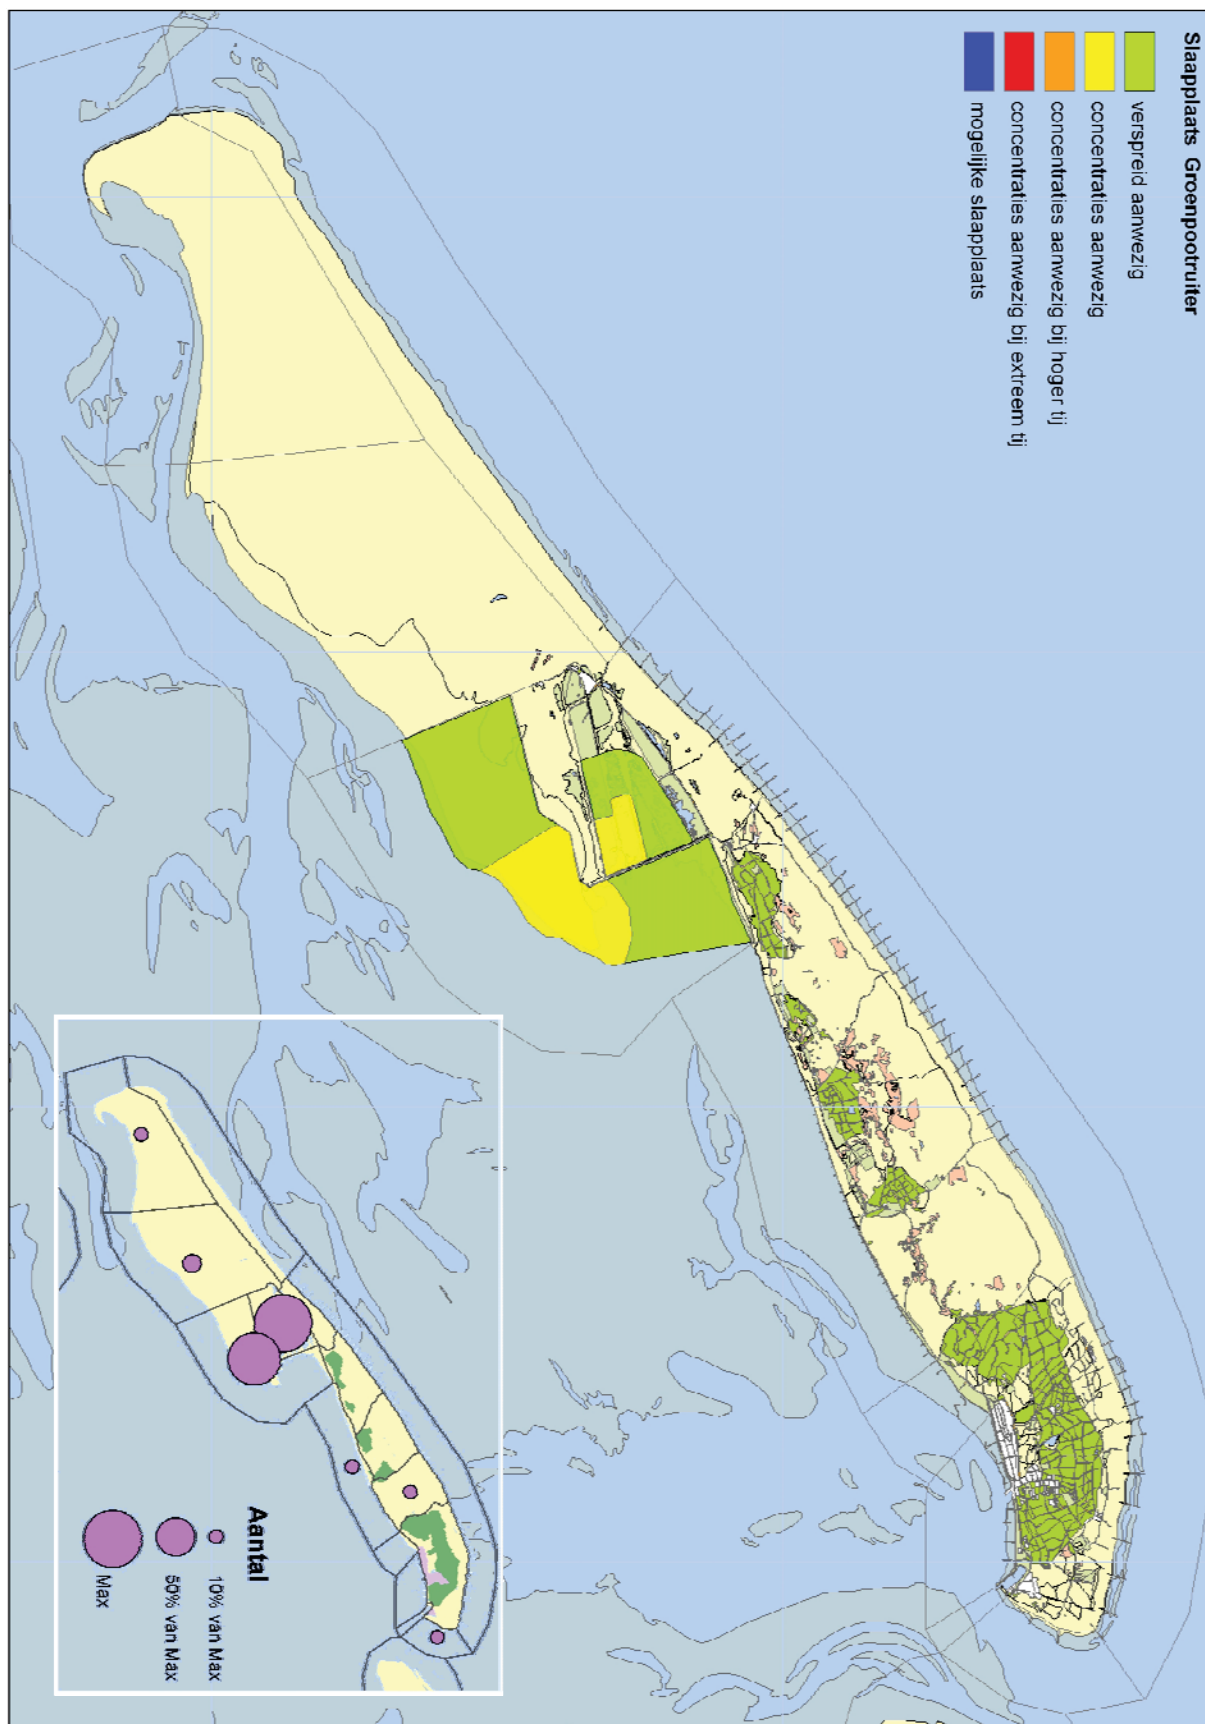 Slaapplaats Groenpootruiter
verspreid aanwezig
concentraties aanwezig
concentraties aanwezig bij hoger tij
concentraties aanwezig bij extreem tij
mogelijke slaapplaats
Aantal
10% van Max
50% van Max
Max